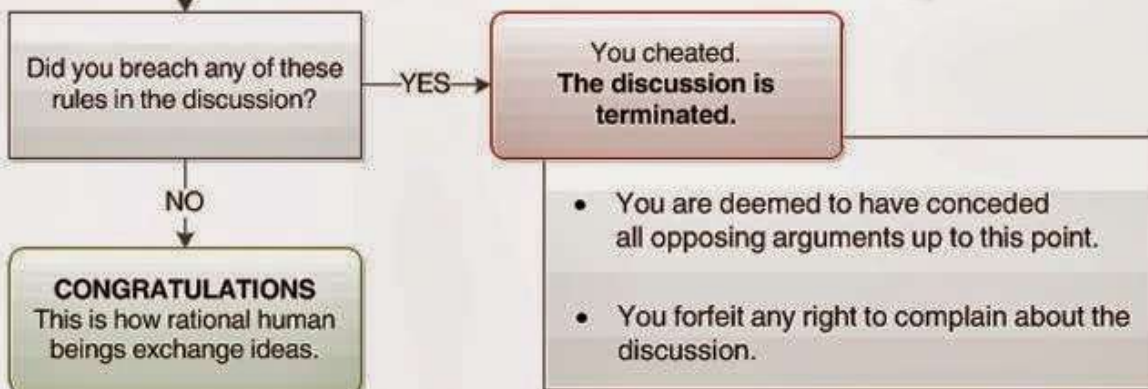 Did you breach any of these
rules in the discussion?
YES
You cheated.
The discussion is
terminated.
NO
CONGRATULATIONS
This is how rational human
beings exchange ideas.
• You are deemed to have conceded
all opposing arguments up to this point.
• You forfeit any right to complain about the
discussion.